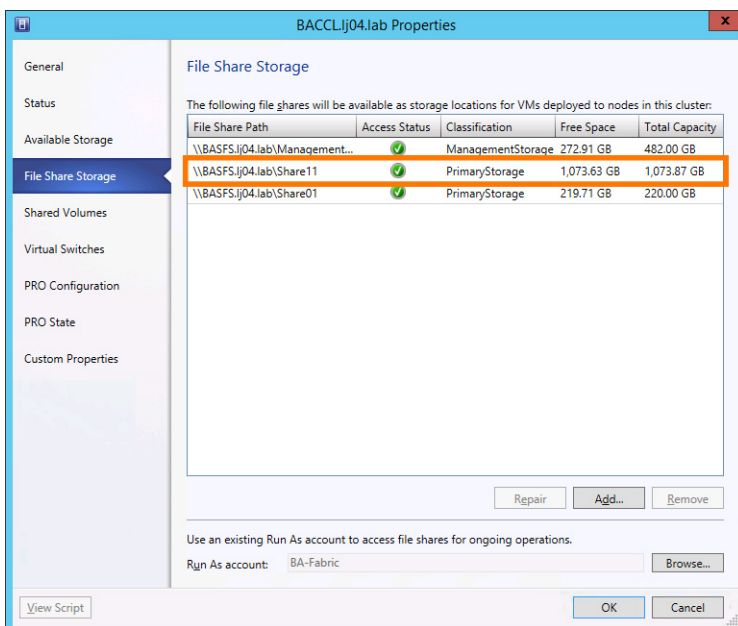 BACCL.lj04.lab Properties
x
General
Status
Available Storage
File Share Storage
Shared Volumes
Virtual Switches
PRO Configuration
PRO State
Custom Properties
File Share Storage
The following file shares will be available as storage locations for VMs deployed to nodes in this cluster:
File Share Path Access Status Classification Free Space Total Capacity
\\BASFS.lj04.lab\Management... ManagementStorage 272.91 GB 482.00 GB
\\BASFS.lj04.lab\Share11 PrimaryStorage 1,073.63 GB 1,073.87 GB
\\BASFS.lj04.lab\Share01 PrimaryStorage 219.71 GB 220.00 GB
Repair Add... Remove
Use an existing Run As account to access file shares for ongoing operations.
Run As account: BA-Fabric Browse...
View Script OK Cancel